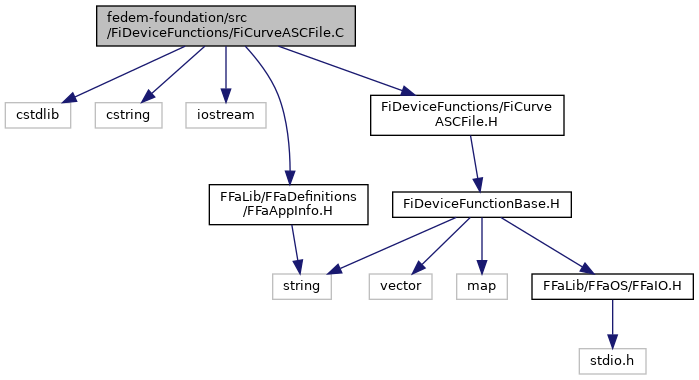 fedem-foundation/src
/FiDeviceFunctions/FiCurveASCFile.C
cstdlib
cstring
iostream
FiDeviceFunctions/FiCurve
ASCFile.H
FFaLib/FFaDefinitions
/FFaAppInfo.H
FiDeviceFunctionBase.H
string
vector
map
FFaLib/FFaOS/FFaIO.H
stdio.h